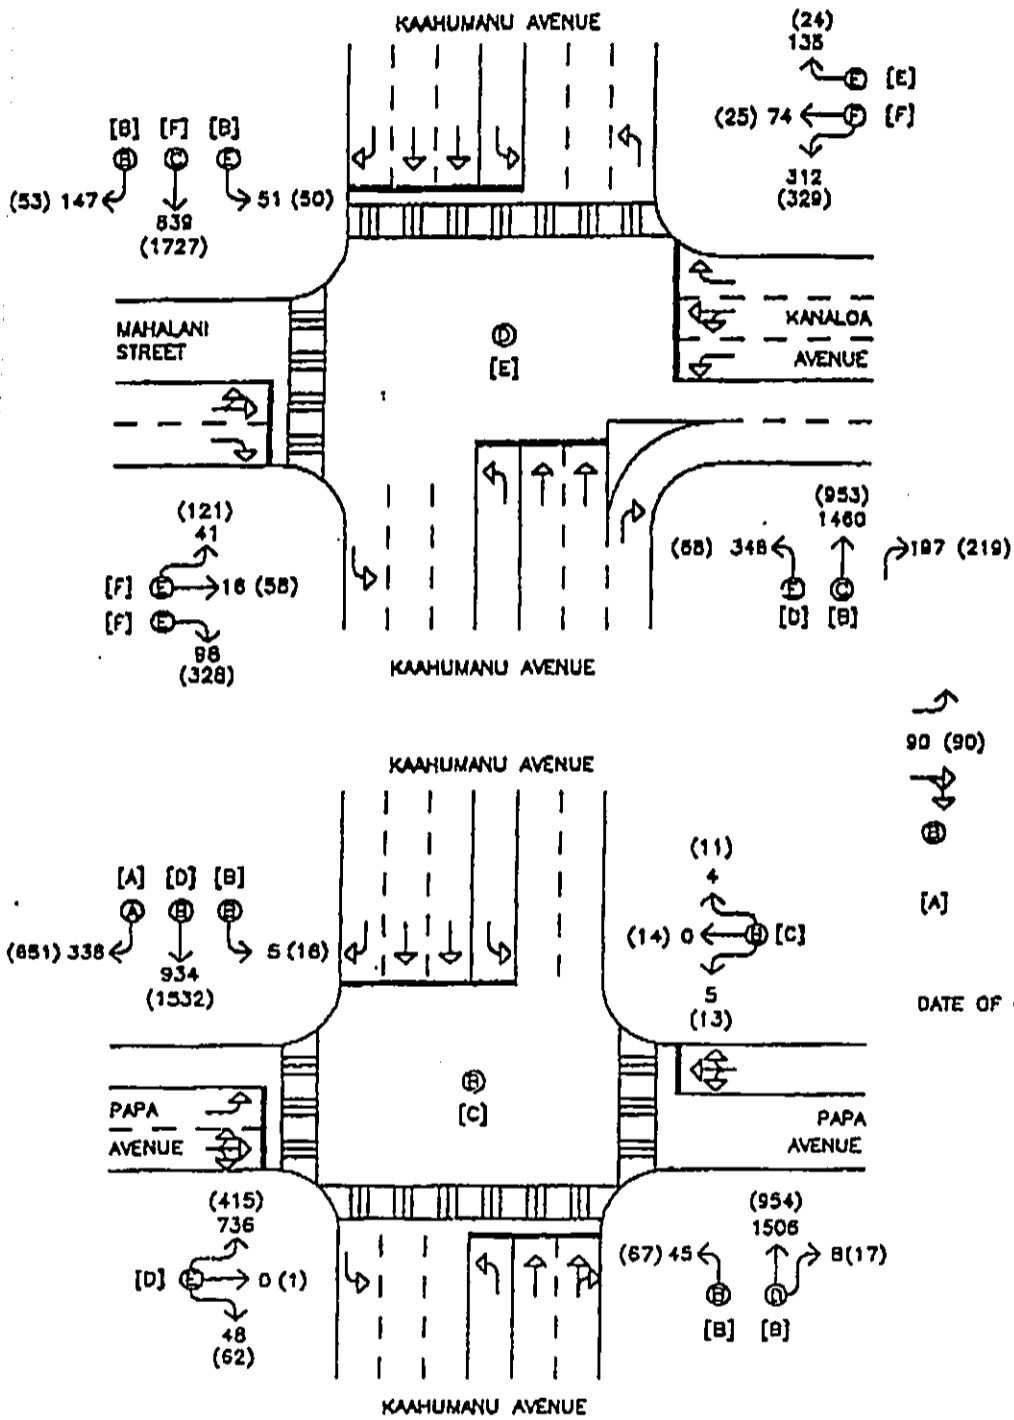 KAAHUMANU AVENUE
(24)
135
E [E]
(25) 74 F [F]
312
(329)
[B] [F] [B]
B C E
(53) 147 51 (50)
839
(1727)
MAHALANI
STREET
KANALOA
AVENUE
D
[E]
(121)
41
[F] E 16 (58)
[F] E
98
(328)
(953)
1460
(68) 348 197 (219)
F C
[D] [B]
KAAHUMANU AVENUE
90 (90)
B
[A]
DATE OF
KAAHUMANU AVENUE
[A] [D] [B]
A B B
(651) 338 5 (16)
934
(1532)
(11)
4
(14) 0 B [C]
5
(13)
B
[C]
PAPA
AVENUE
PAPA
AVENUE
(415)
736
[D] E 0 (1)
48
(62)
(954)
1506
(67) 45 8 (17)
B
[B] [B]
KAAHUMANU AVENUE